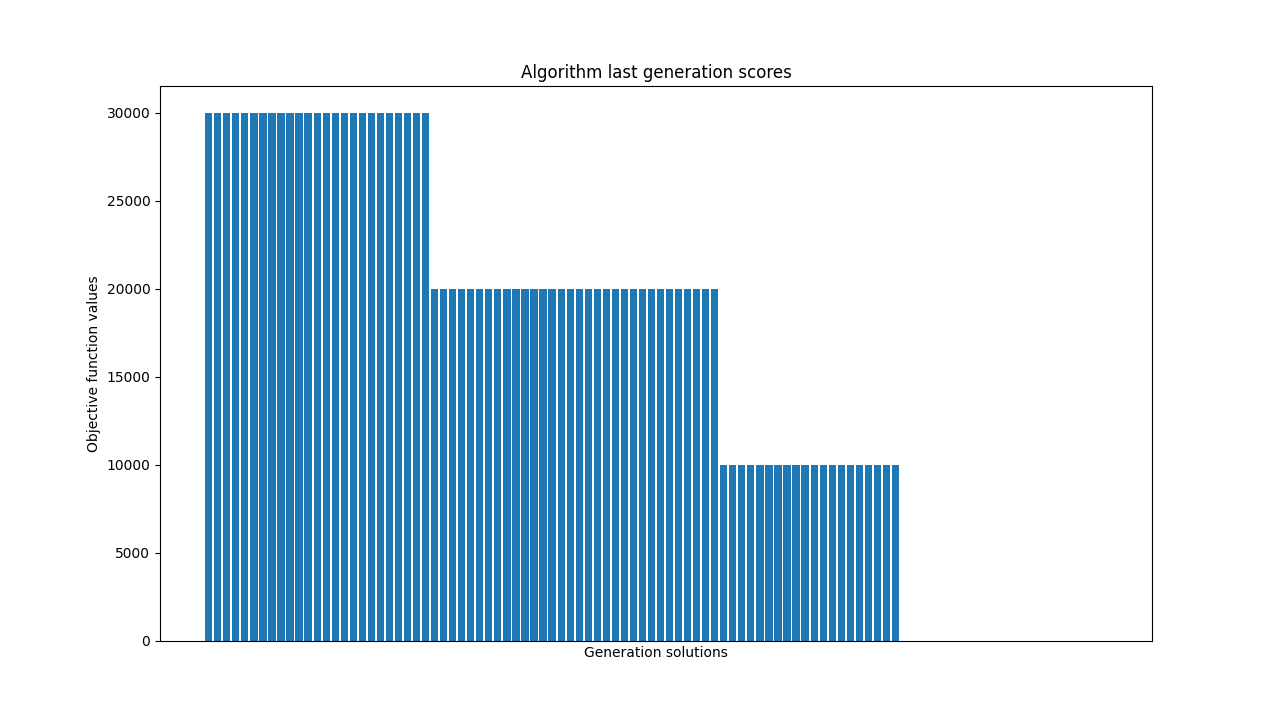 Algorithm last generation scores
30000
25000
20000
15000
10000
5000
0
Objective function values
Generation solutions